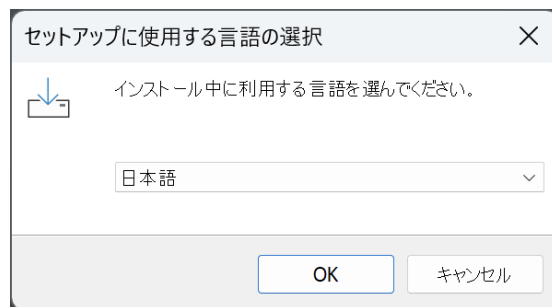 セットアップに使用する言語の選択
インストール中に利用する言語を選んでください。
日本語
OK
キャンセル